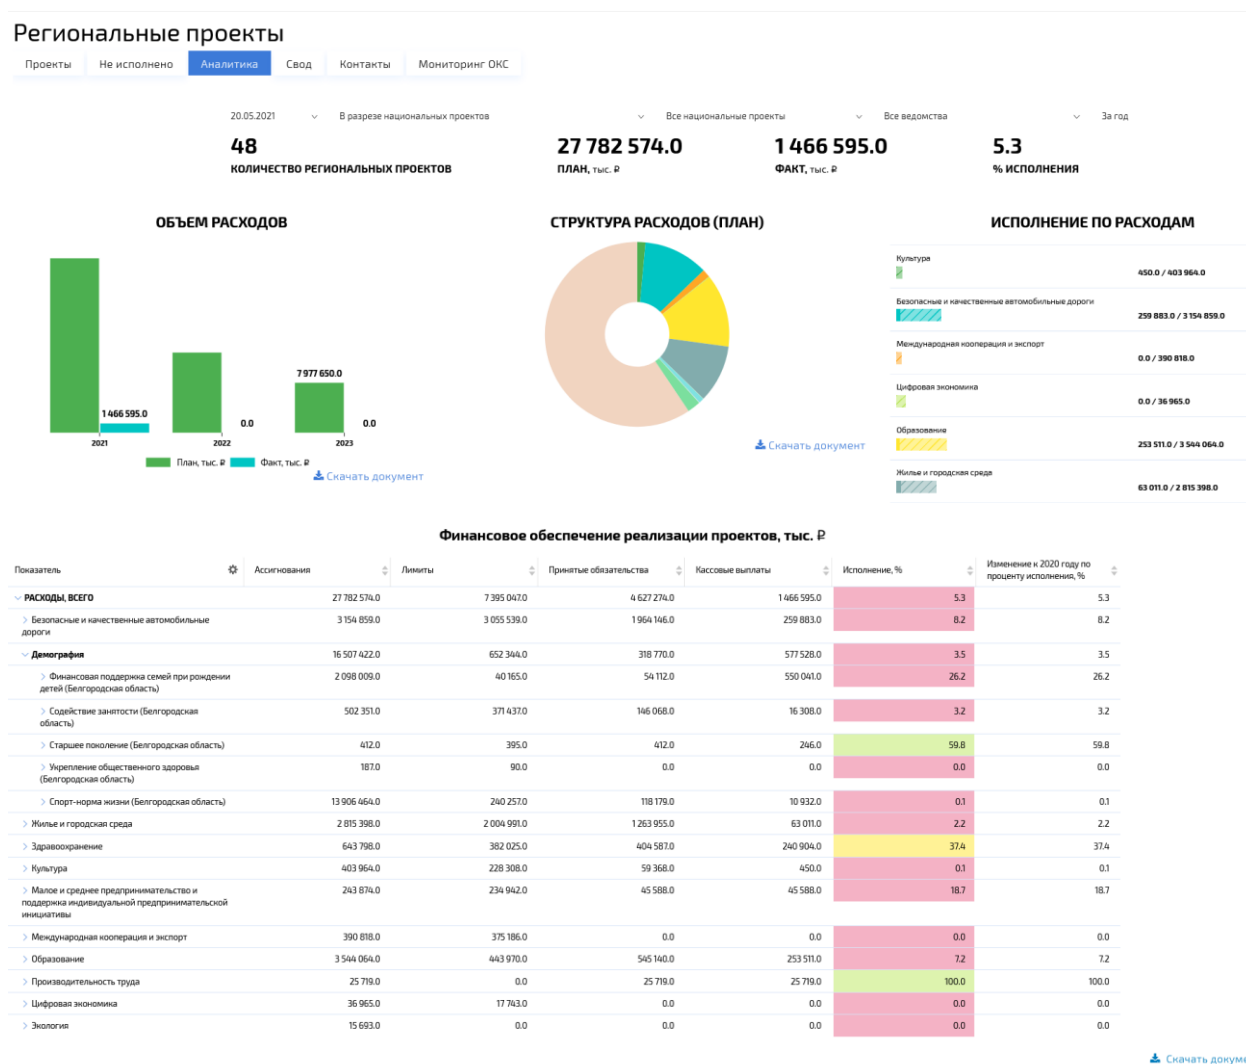 Региональные проекты
Проекты Не исполнено Аналитика Свод Контакты Мониторинг ОКС
20.05.2021 В разрезе национальных проектов Все национальные проекты Все ведомства За год
48 27 782 574.0 1 466 595.0 5.3
КОЛИЧЕСТВО РЕГИОНАЛЬНЫХ ПРОЕКТОВ ПЛАН, тыс. ₽ ФАКТ, тыс. ₽ % ИСПОЛНЕНИЯ
ОБЪЕМ РАСХОДОВ
1 466 595.0
0.0
7 977 650.0
0.0
2021 2022 2023
План, тыс. ₽ Факт, тыс. ₽
Скачать документ
СТРУКТУРА РАСХОДОВ (ПЛАН)
Скачать документ
ИСПОЛНЕНИЕ ПО РАСХОДАМ
Культура
450.0 / 403 964.0
Безопасные и качественные автомобильные дороги
259 883.0 / 3 154 859.0
Международная кооперация и экспорт
0.0 / 390 818.0
Цифровая экономика
0.0 / 36 965.0
Образование
253 511.0 / 3 544 064.0
Жилье и городская среда
63 011.0 / 2 815 398.0
Финансовое обеспечение реализации проектов, тыс. ₽
Показатель Ассигнования Лимиты Принятые обязательства Кассовые выплаты Исполнение, % Изменение к 2020 году по
проценту исполнения, %
РАСХОДЫ, ВСЕГО 27 782 574.0 7 395 047.0 4 627 274.0 1 466 595.0 5.3 5.3
Безопасные и качественные автомобильные 3 154 859.0 3 055 539.0 1 964 146.0 259 883.0 8.2 8.2
дороги
Демография 16 507 422.0 652 344.0 318 770.0 577 528.0 3.5 3.5
Финансовая поддержка семей при рождении 2 098 009.0 40 165.0 54 112.0 550 041.0 26.2 26.2
детей (Белгородская область)
Содействие занятости (Белгородская 502 351.0 371 437.0 146 068.0 16 308.0 3.2 3.2
область)
Старшее поколение (Белгородская область) 412.0 395.0 412.0 246.0 59.8 59.8
Укрепление общественного здоровья 187.0 90.0 0.0 0.0 0.0 0.0
(Белгородская область)
Спорт-норма жизни (Белгородская область) 13 906 464.0 240 257.0 118 179.0 10 932.0 0.1 0.1
Жилье и городская среда 2 815 398.0 2 004 991.0 1 263 955.0 63 011.0 2.2 2.2
Здравоохранение 643 798.0 382 025.0 404 587.0 240 904.0 37.4 37.4
Культура 403 964.0 228 308.0 59 368.0 450.0 0.1 0.1
Малое и среднее предпринимательство и 243 874.0 234 942.0 45 588.0 45 588.0 18.7 18.7
поддержка индивидуальной предпринимательской
инициативы
Международная кооперация и экспорт 390 818.0 375 186.0 0.0 0.0 0.0 0.0
Образование 3 544 064.0 443 970.0 545 140.0 253 511.0 7.2 7.2
Производительность труда 25 719.0 0.0 25 719.0 25 719.0 100.0 100.0
Цифровая экономика 36 965.0 17 743.0 0.0 0.0 0.0 0.0
Экология 15 693.0 0.0 0.0 0.0 0.0 0.0
Скачать докуме